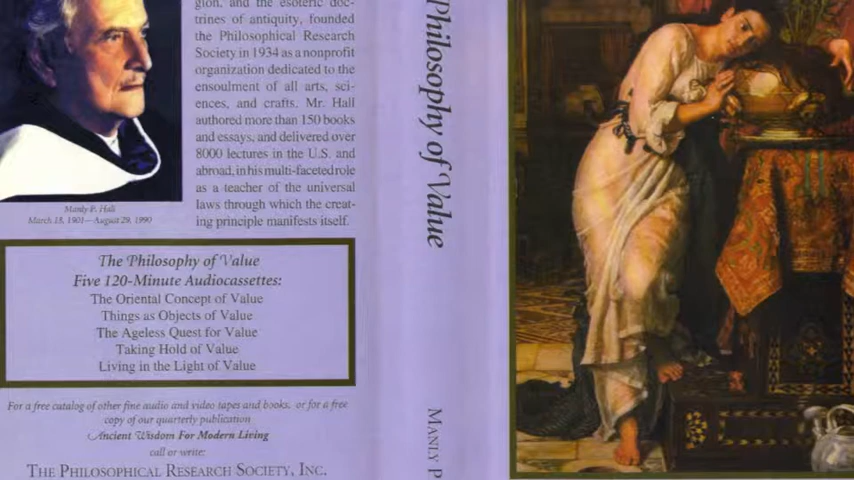 gion, and the esoteric doc-
trines of antiquity, founded
the Philosophical Research
Society in 1934 as a nonprofit
organization dedicated to the
ensoulment of all arts, sci-
ences, and crafts. Mr. Hall
authored more than 150 books
and essays, and delivered over
8000 lectures in the U.S. and
abroad, in his multi-faceted role
as a teacher of the universal
laws through which the creat-
ing principle manifests itself.
Manly P. Hall
March 18, 1901—August 29, 1990
The Philosophy of Value
Five 120-Minute Audiocassettes:
The Oriental Concept of Value
Things as Objects of Value
The Ageless Quest for Value
Taking Hold of Value
Living in the Light of Value
For a free catalog of other fine audio and video tapes and books, or for a free
copy of our quarterly publication
Ancient Wisdom For Modern Living
call or write:
THE PHILOSOPHICAL RESEARCH SOCIETY, INC.
Philosophy of Value
MANLY P